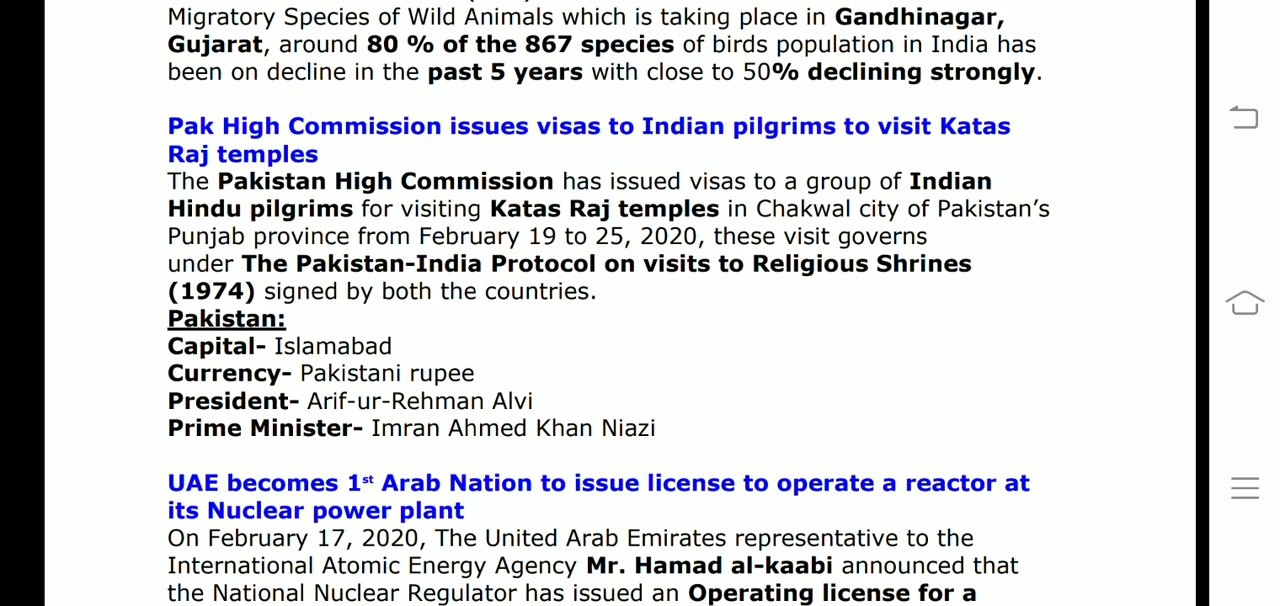 Migratory Species of Wild Animals which is taking place in Gandhinagar,
Gujarat, around 80 % of the 867 species of birds population in India has
been on decline in the past 5 years with close to 50% declining strongly.
Pak High Commission issues visas to Indian pilgrims to visit Katas
Raj temples
The Pakistan High Commission has issued visas to a group of Indian
Hindu pilgrims for visiting Katas Raj temples in Chakwal city of Pakistan's
Punjab province from February 19 to 25, 2020, these visit governs
under The Pakistan-India Protocol on visits to Religious Shrines
(1974) signed by both the countries.
Pakistan:
Capital- Islamabad
Currency- Pakistani rupee
President- Arif-ur-Rehman Alvi
Prime Minister- Imran Ahmed Khan Niazi
UAE becomes 1st Arab Nation to issue license to operate a reactor at
its Nuclear power plant
On February 17, 2020, The United Arab Emirates representative to the
International Atomic Energy Agency Mr. Hamad al-kaabi announced that
the National Nuclear Regulator has issued an Operating license for a